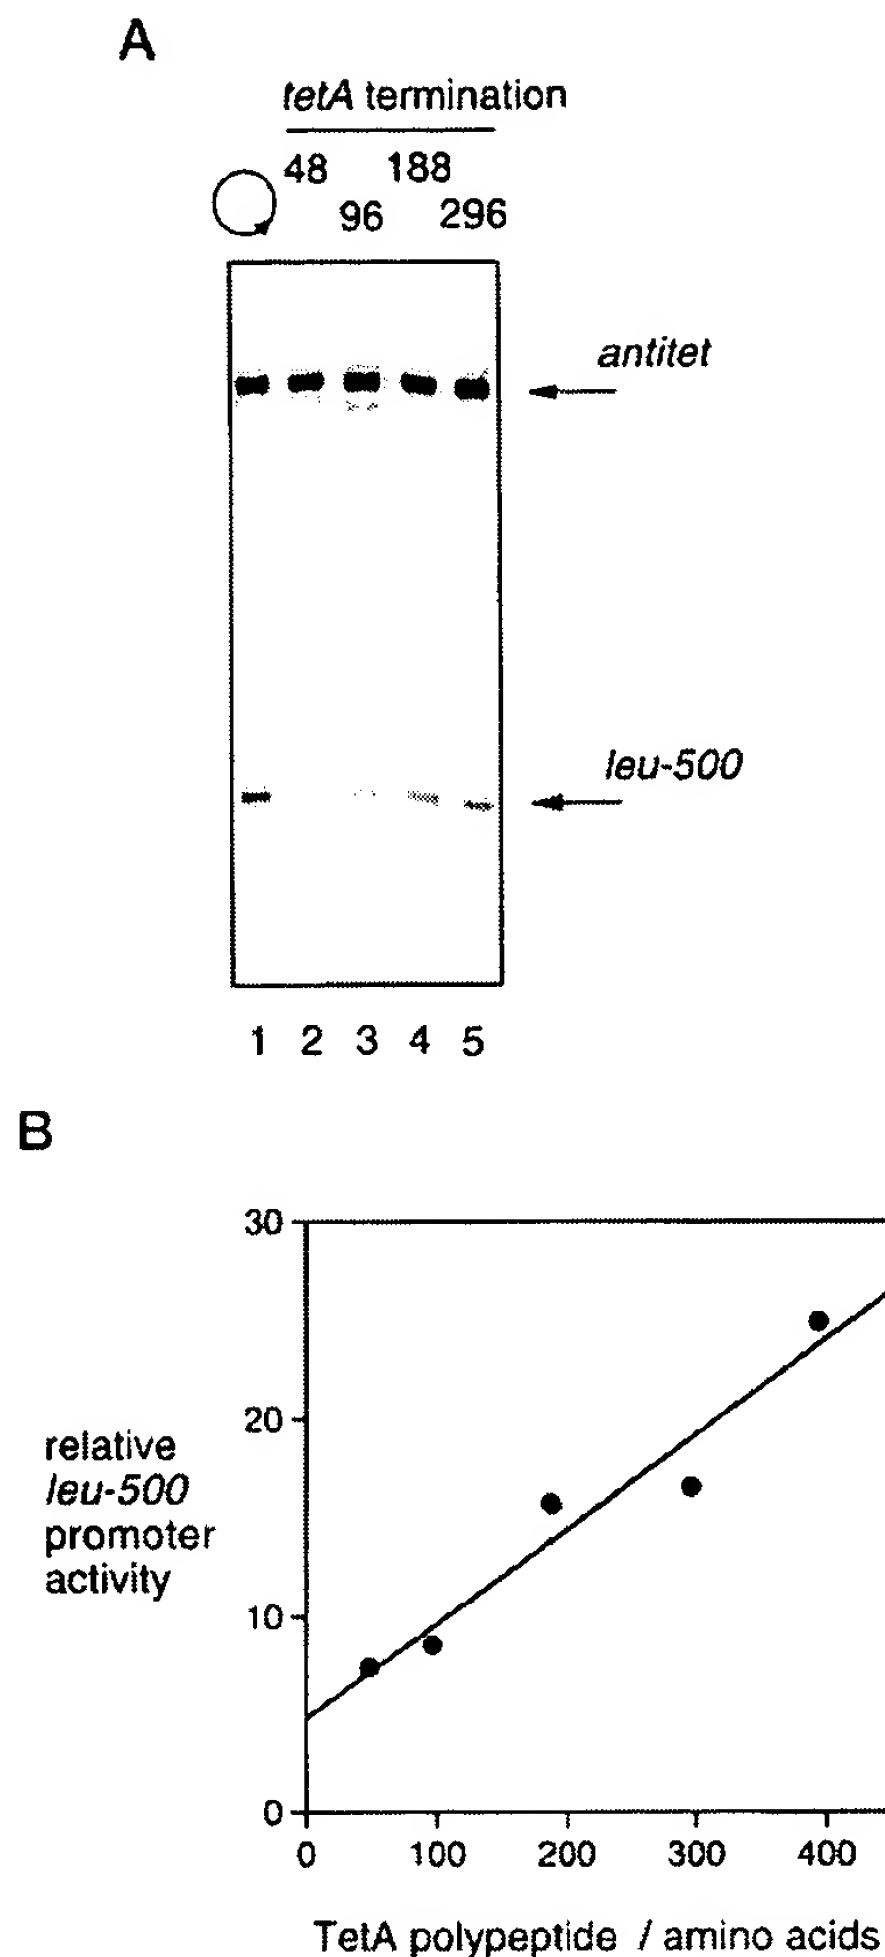 A
tetA termination
48 188
96 296
antitet
leu-500
1 2 3 4 5
B
30
20
10
0
relative
leu-500
promoter
activity
0 100 200 300 400
TetA polypeptide / amino acids